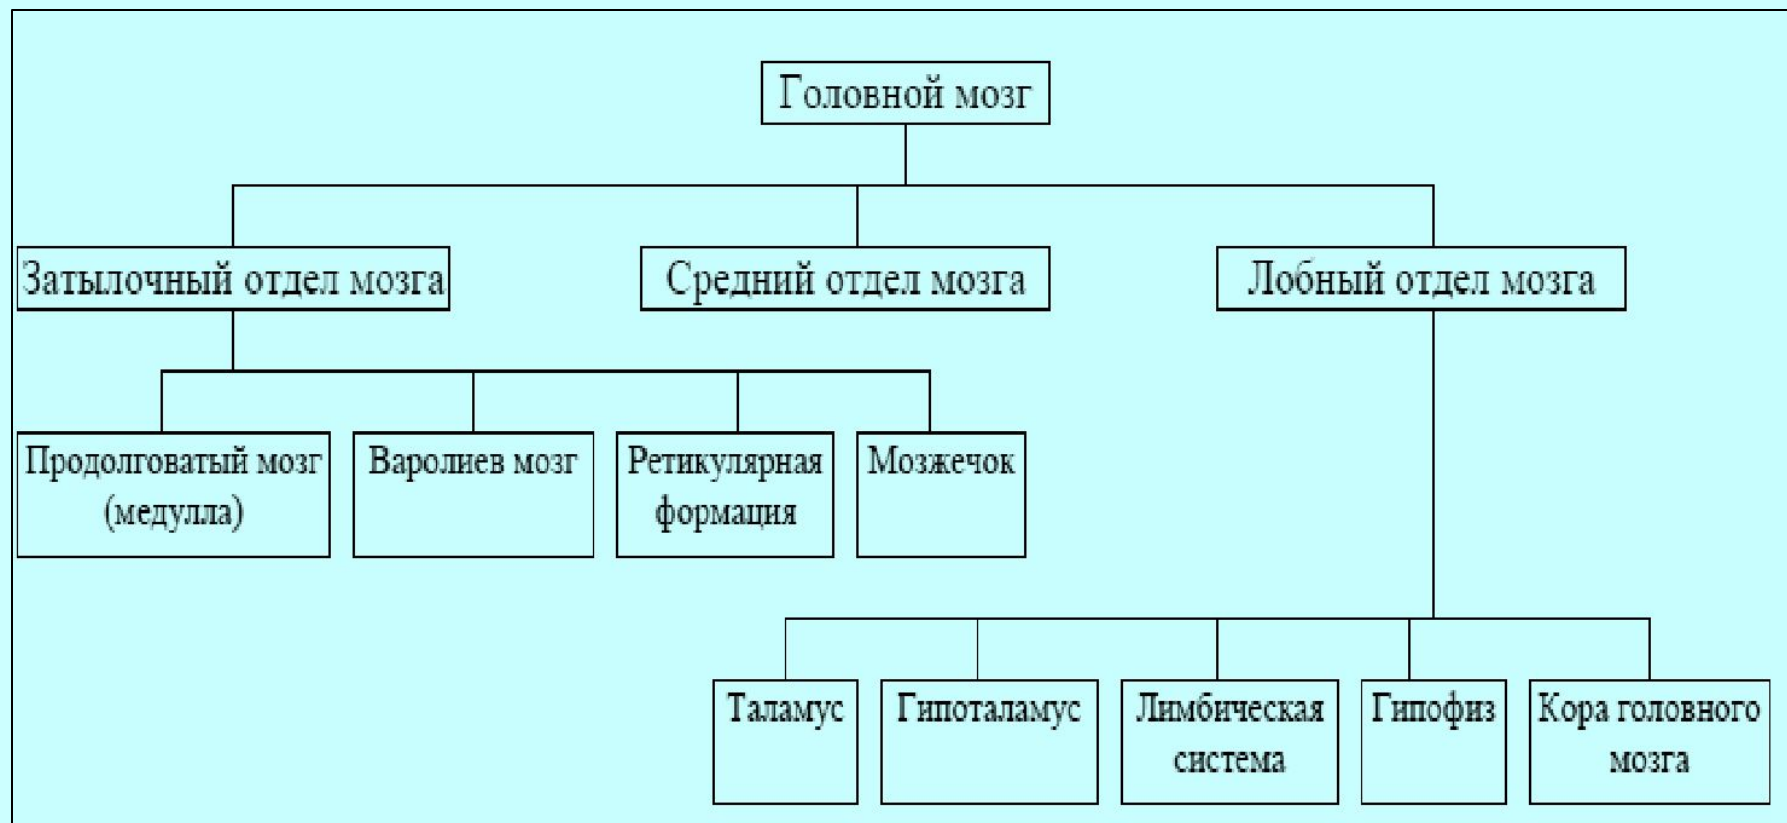 Головной мозг
Затылочный отдел мозга
Средний отдел мозга
Лобный отдел мозга
Продолговатый мозг
(медулла)
Варолиев мозг
Ретикулярная
формация
Мозжечок
Таламус
Гипоталамус
Лимбическая
система
Гипофиз
Кора головного
мозга